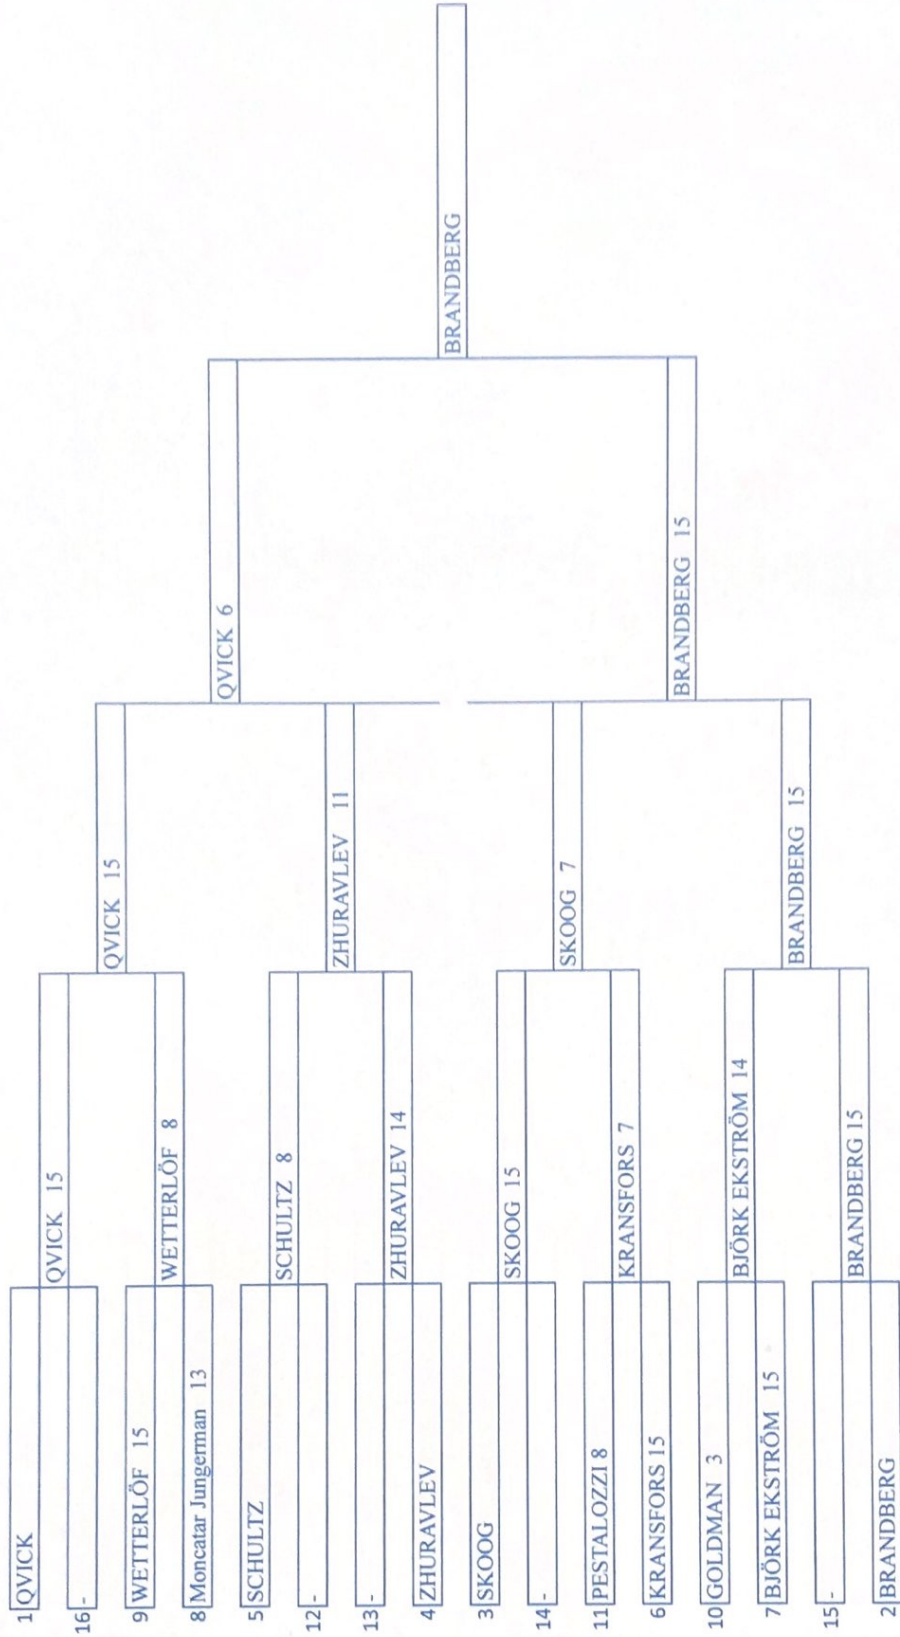 1 QVICK
16 -
9 WETTERLÖF 15
8 Moncatar Jungerman 13
5 SCHULTZ
12 -
13 -
4 ZHURAVLEV
3 SKOOG
14 -
11 PESTALOZZI 8
6 KRANSFORS 15
10 GOLDMAN 3
7 BJÖRK EKSTRÖM 15
15 -
2 BRANDBERG
QVICK 15
WETTERLÖF 8
SCHULTZ 8
ZHURAVLEV 14
SKOOG 15
KRANSFORS 7
BJÖRK EKSTRÖM 14
BRANDBERG 15
QVICK 15
ZHURAVLEV 11
SKOOG 7
BRANDBERG 15
QVICK 6
BRANDBERG 15
BRANDBERG